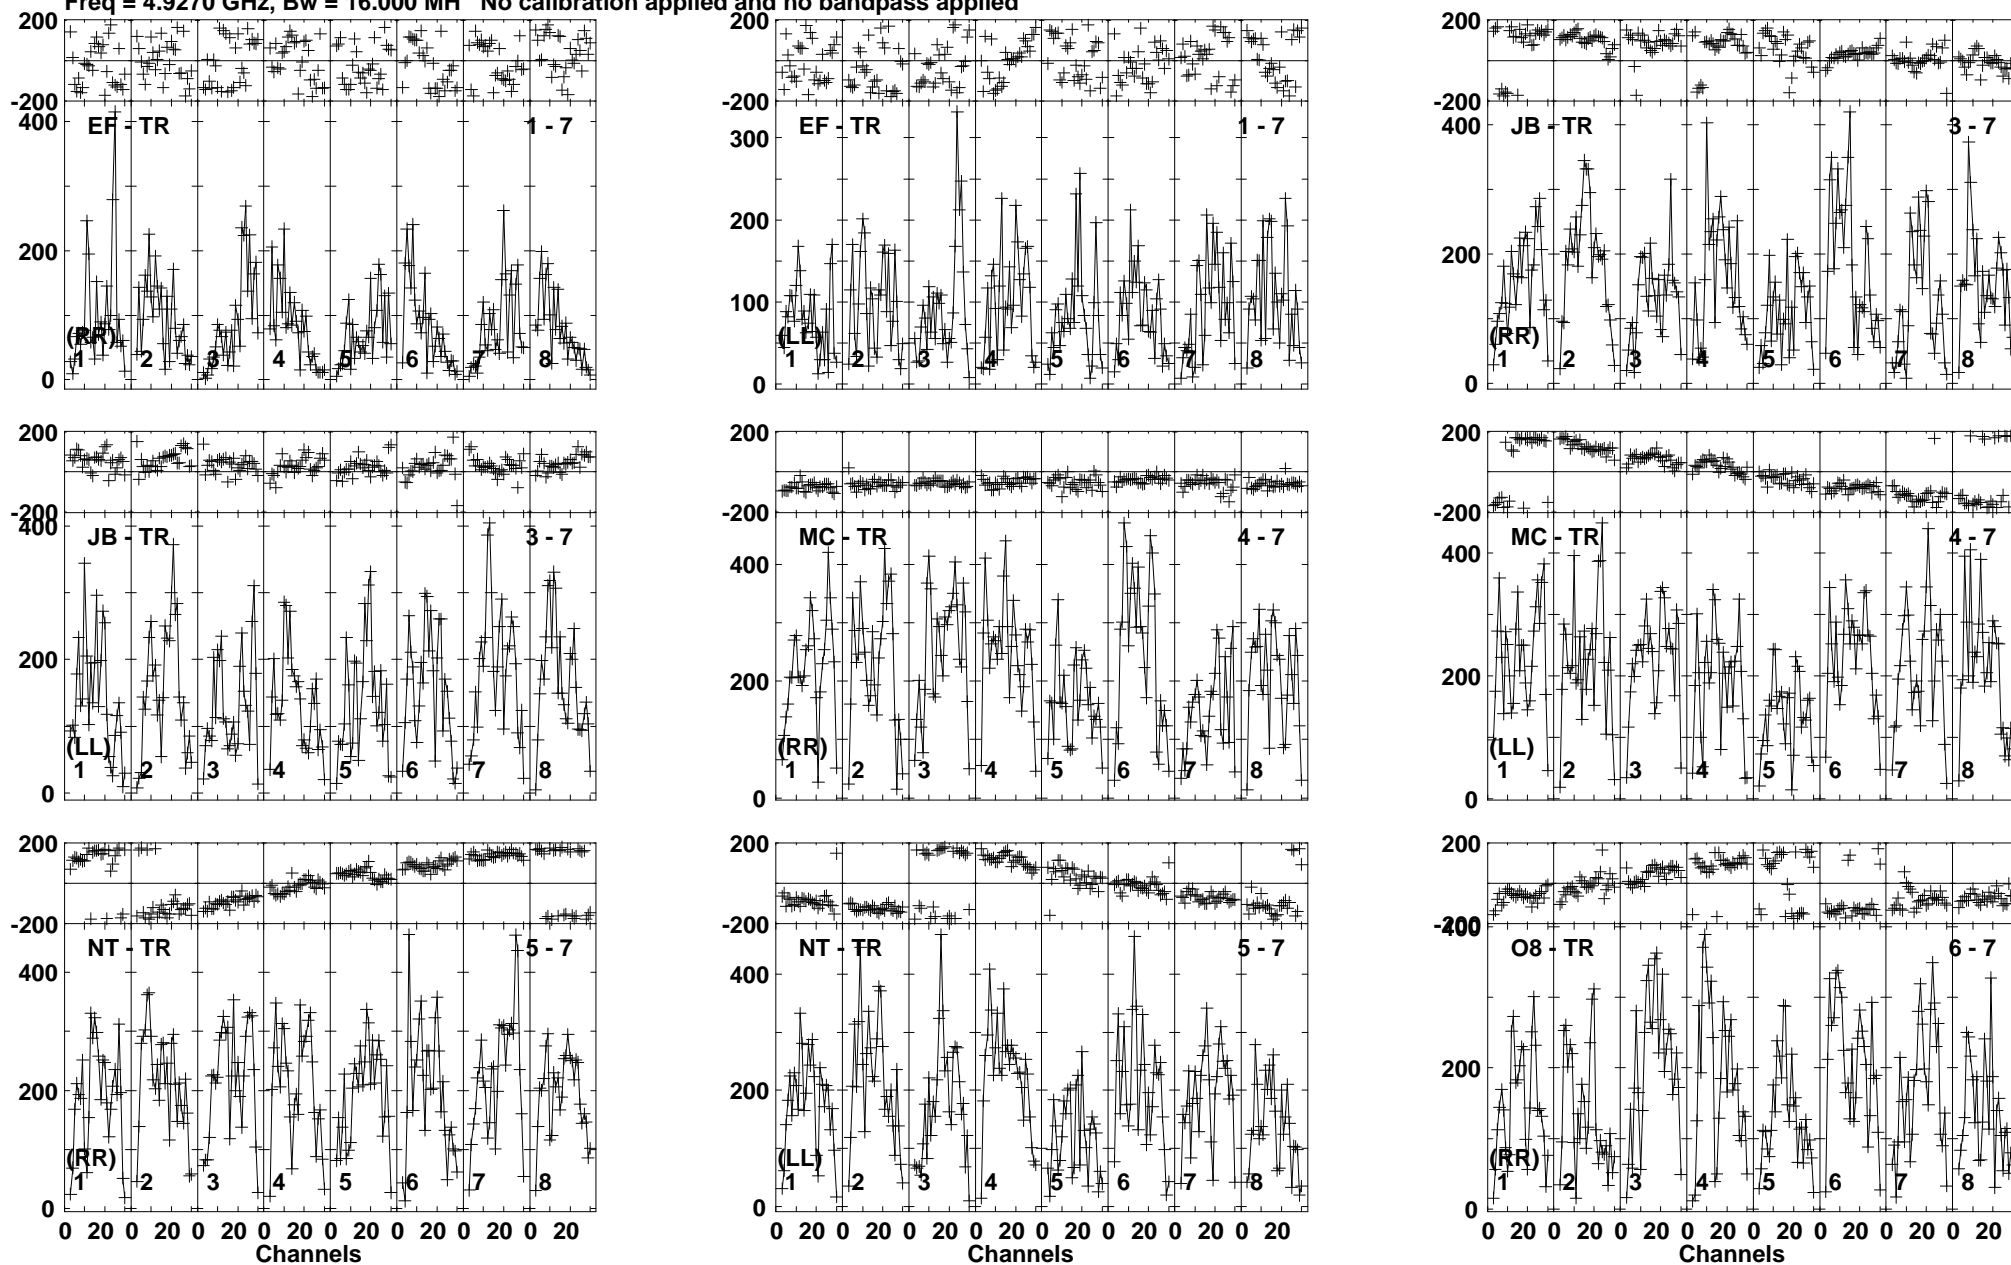 Freq = 4.9270 GHz, Bw = 16.000 MH No calibration applied and no bandpass applied
200 200
-200 -200 -200
400 EF - TR 1 - 7 300 EF - TR 1 - 7 400 JB - TR 3 - 7
200 200 200
100
(RR) (LL) (RR)
1 2 3 4 5 6 7 8 1 2 3 4 5 6 7 8 1 2 3 4 5 6 7 8
0 0 0
200 200 200
-200 -200 -200
400 JB - TR 3 - 7 MC - TR 4 - 7 MC - TR 4 - 7
400 400
200 200 200
(LL) (RR) (LL)
1 2 3 4 5 6 7 8 1 2 3 4 5 6 7 8 1 2 3 4 5 6 7 8
0 0 0
200 200 200
-200 -200 -200
400
NT - TR 5 - 7 NT - TR 5 - 7 O8 - TR 6 - 7
400 400
200 200 200
(RR) (LL) (RR)
1 2 3 4 5 6 7 8 1 2 3 4 5 6 7 8 1 2 3 4 5 6 7 8
0 0 0
0 20 0 20 0 20 0 20 0 20 0 20 0 20 0 20 0 20 0 20 0 20 0 20 0 20 0 20 0 20 0 20 0 20 0 20 0 20 0 20 0 20 0 20 0 20 0 20
Channels Channels Channels